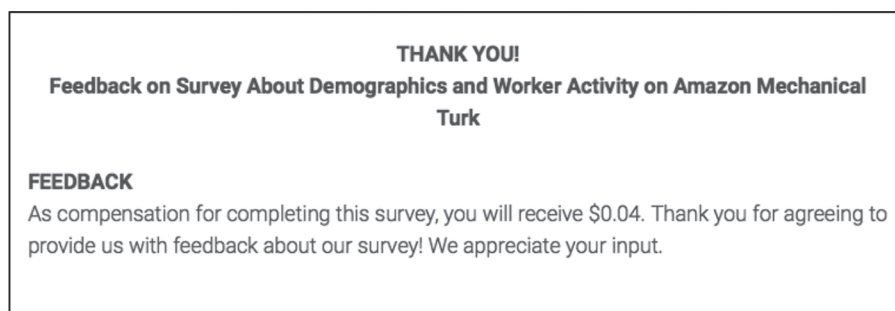 THANK YOU!
Feedback on Survey About Demographics and Worker Activity on Amazon Mechanical
Turk
FEEDBACK
As compensation for completing this survey, you will receive $0.04. Thank you for agreeing to
provide us with feedback about our survey! We appreciate your input.